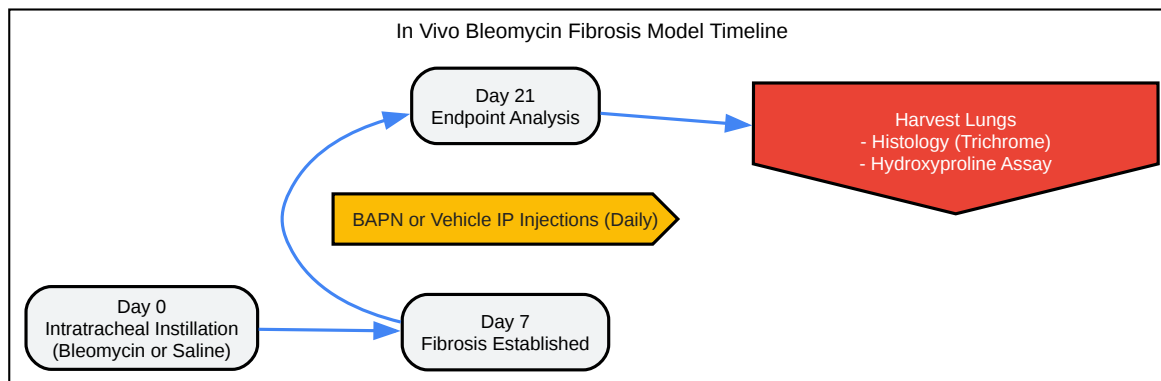 In Vivo Bleomycin Fibrosis Model Timeline
Day 0
Intratracheal Instillation
(Bleomycin or Saline)
Day 7
Fibrosis Established
BAPN or Vehicle IP Injections (Daily)
Day 21
Endpoint Analysis
Harvest Lungs
- Histology (Trichrome)
- Hydroxyproline Assay